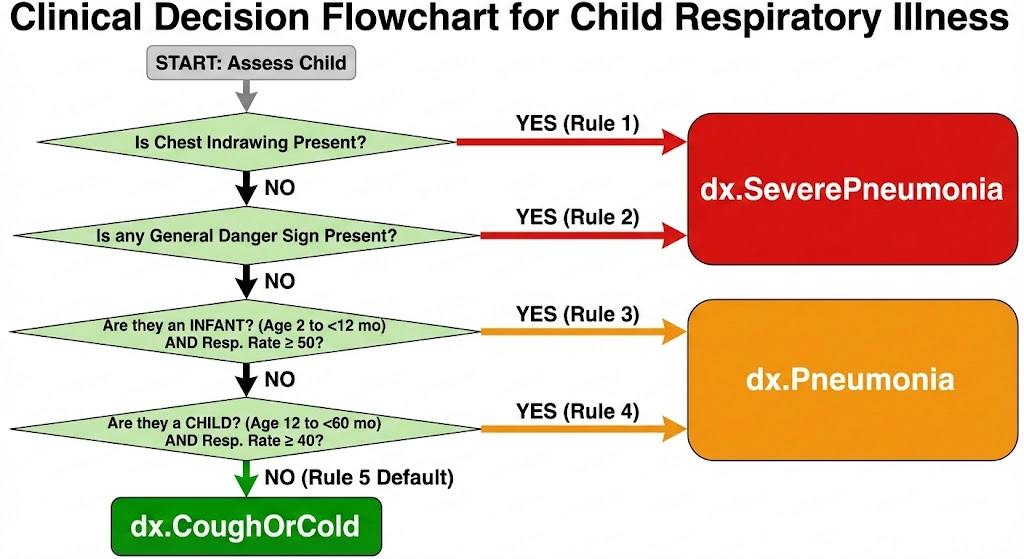 Clinical Decision Flowchart for Child Respiratory Illness
START: Assess Child
Is Chest Indrawing Present?
YES (Rule 1)
NO
dx.SeverePneumonia
Is any General Danger Sign Present?
YES (Rule 2)
NO
Are they an INFANT? (Age 2 to <12 mo)
AND Resp. Rate ≥ 50?
YES (Rule 3)
NO
dx.Pneumonia
Are they a CHILD? (Age 12 to <60 mo)
AND Resp. Rate ≥ 40?
YES (Rule 4)
NO (Rule 5 Default)
dx.CoughOrCold